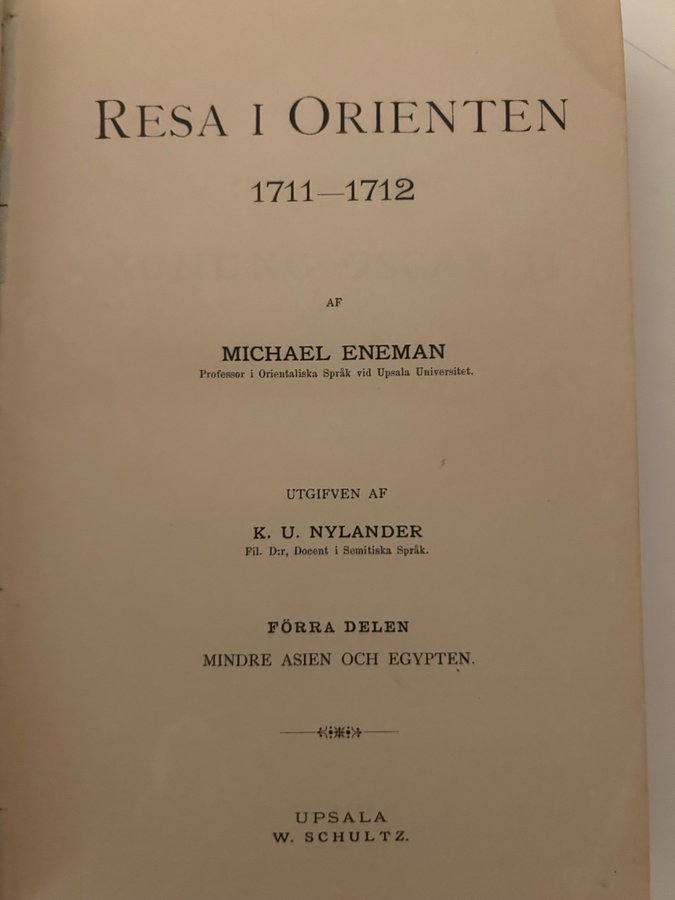 RESA I ORIENTEN
1711—1712
AF
MICHAEL ENEMAN
Professor i Orientaliska Språk vid Upsala Universitet.
UTGIFVEN AF
K. U. NYLANDER
Fil. D:r, Docent i Semitiska Språk.
FÖRRA DELEN
MINDRE ASIEN OCH EGYPTEN.
UPSALA
W. SCHULTZ.